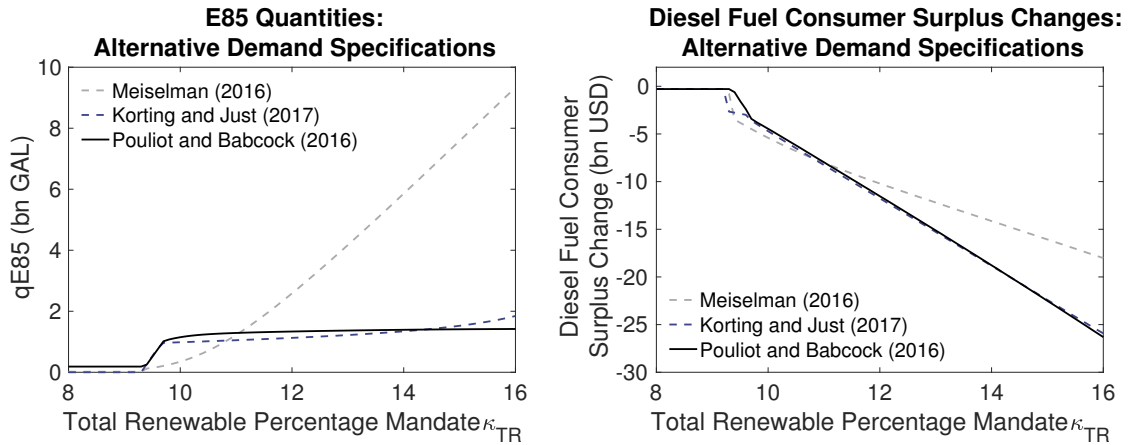 E85 Quantities:
Alternative Demand Specifications
10
8
6
4
2
0
qE85 (bn GAL)
Meiselman (2016)
Korting and Just (2017)
Pouliot and Babcock (2016)
8
10
12
14
16
Total Renewable Percentage Mandate κTR
Diesel Fuel Consumer Surplus Changes:
Alternative Demand Specifications
0
-5
-10
-15
-20
-25
-30
Diesel Fuel Consumer
Surplus Change (bn USD)
Meiselman (2016)
Korting and Just (2017)
Pouliot and Babcock (2016)
8
10
12
14
16
Total Renewable Percentage Mandate κTR